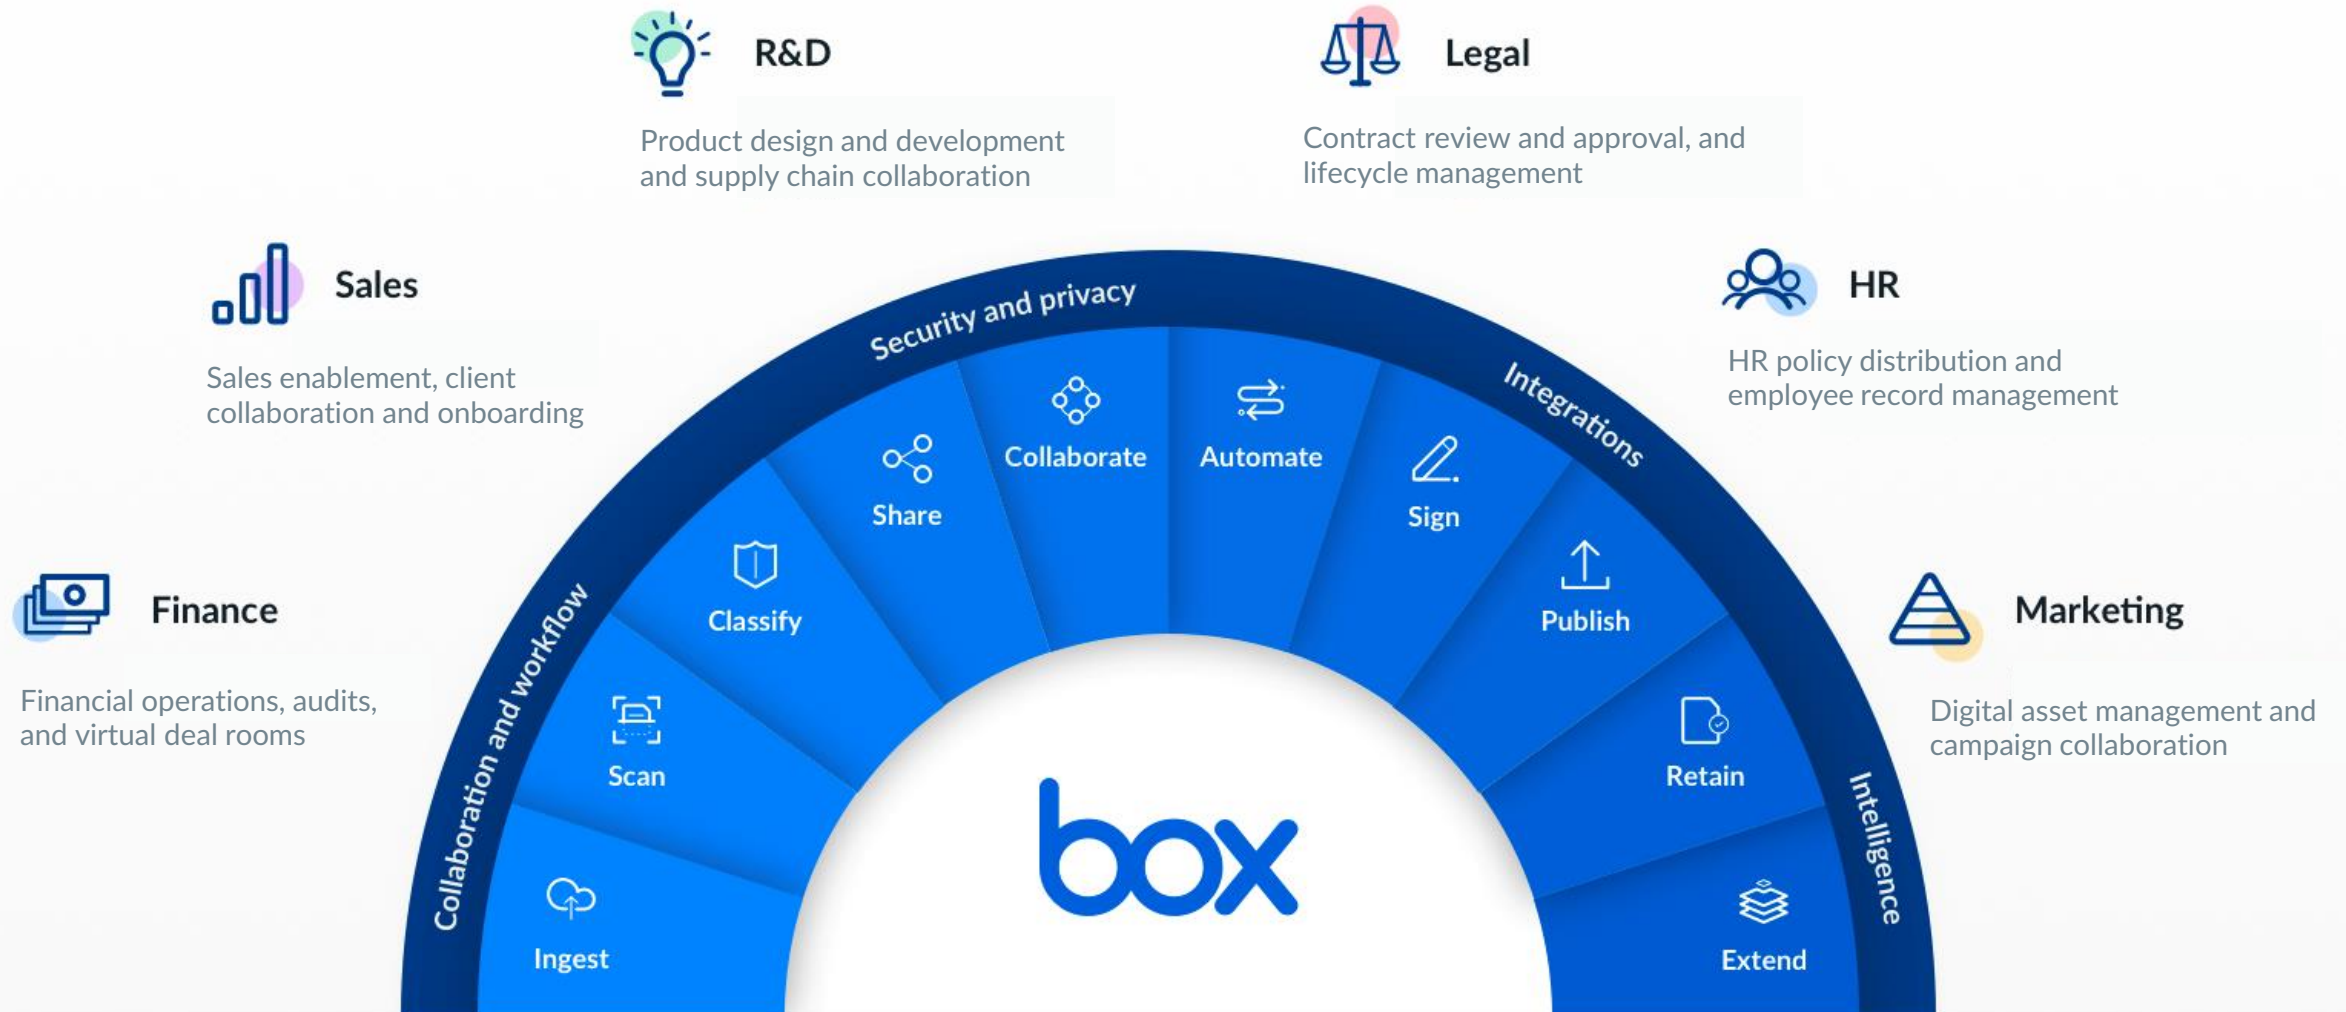 R&D
Product design and development
and supply chain collaboration
Legal
Contract review and approval, and
lifecycle management
Sales
Sales enablement, client
collaboration and onboarding
HR
HR policy distribution and
employee record management
Finance
Financial operations, audits,
and virtual deal rooms
Marketing
Digital asset management and
campaign collaboration
Collaboration and workflow
Security and privacy
Integrations
Intelligence
Ingest
Scan
Classify
Share
Collaborate
Automate
Sign
Publish
Retain
Extend
box